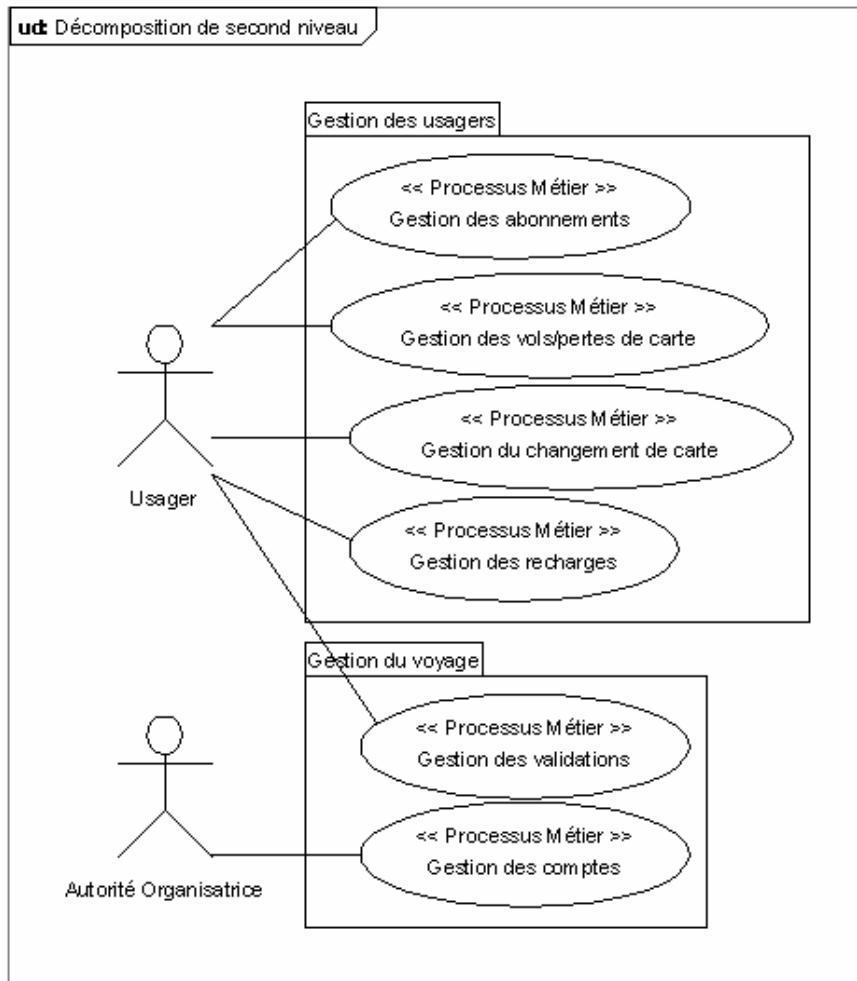 uct Décomposition de second niveau
Gestion des usagers
<< Processus Métier >>
Gestion des abonnements
<< Processus Métier >>
Gestion des vols/pertes de carte
<< Processus Métier >>
Gestion du changement de carte
Usager
<< Processus Métier >>
Gestion des recharges
Gestion du voyage
<< Processus Métier >>
Gestion des validations
<< Processus Métier >>
Gestion des comptes
Autorité Organisatrice